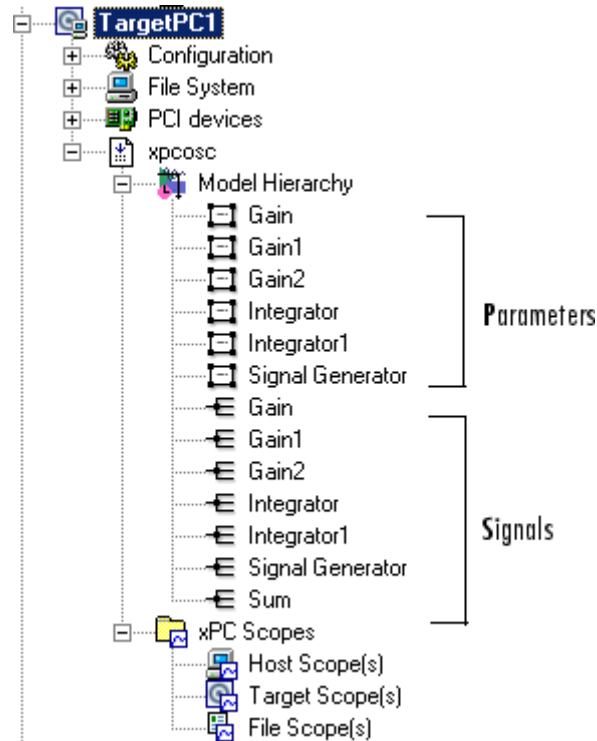 TargetPC1
Configuration
File System
PCI devices
xpcosc
Model Hierarchy
Gain
Gain1
Gain2
Integrator
Integrator1
Signal Generator
Parameters
Gain
Gain1
Gain2
Integrator
Integrator1
Signal Generator
Sum
Signals
xPC Scopes
Host Scope(s)
Target Scope(s)
File Scope(s)